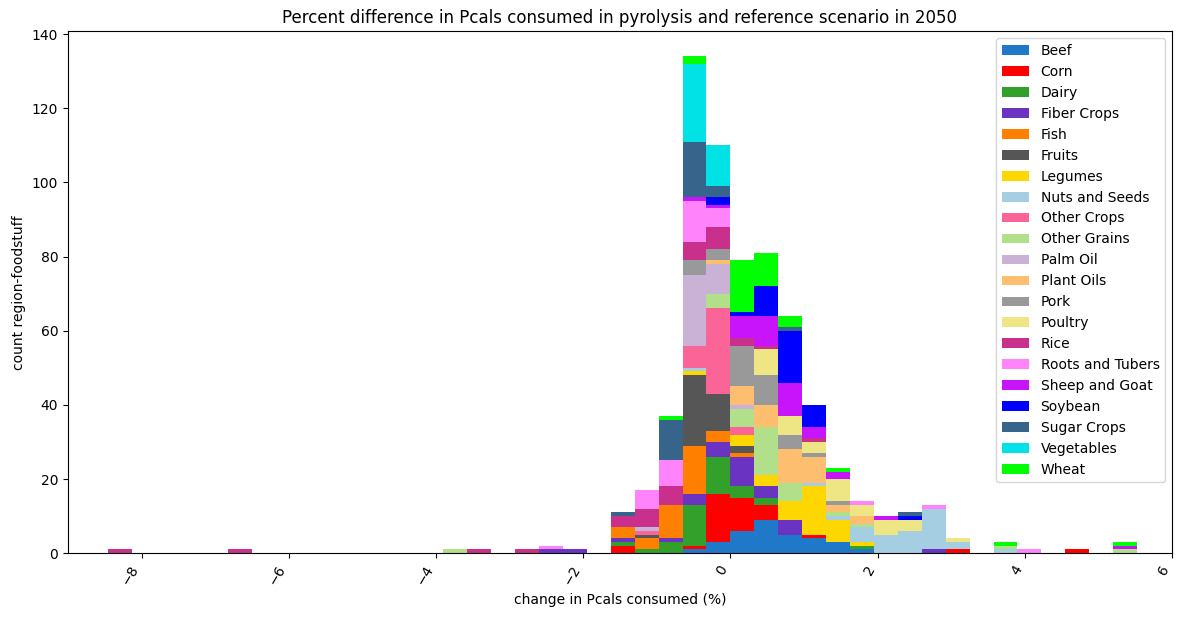 Percent difference in Pcals consumed in pyrolysis and reference scenario in 2050
140
120
100
80
60
40
20
0
count region-foodstuff
−8
−6
−4
−2
0
2
4
6
change in Pcals consumed (%)
Beef
Corn
Dairy
Fiber Crops
Fish
Fruits
Legumes
Nuts and Seeds
Other Crops
Other Grains
Palm Oil
Plant Oils
Pork
Poultry
Rice
Roots and Tubers
Sheep and Goat
Soybean
Sugar Crops
Vegetables
Wheat